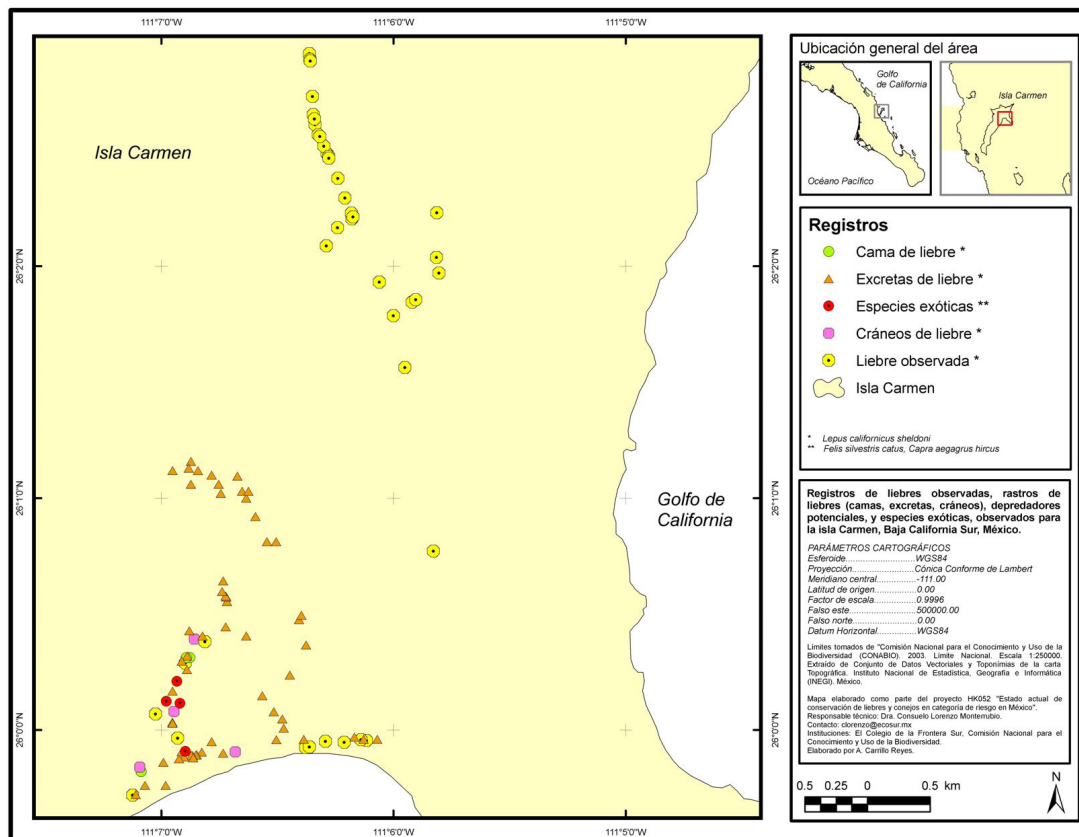 111°7'0"W
111°6'0"W
111°5'0"W
Isla Carmen
26°2'0"N
26°2'0"N
26°1'0"N
26°1'0"N
Golfo de
California
26°0'0"N
26°0'0"N
111°7'0"W
111°6'0"W
111°5'0"W
Ubicación general del área
Golfo
de California
Océano Pacífico
Isla Carmen
Registros
Cama de liebre *
Excretas de liebre *
Especies exóticas **
Cráneos de liebre *
Liebre observada *
Isla Carmen
* Lepus californicus sheldoni
** Felis silvestris catus, Capra aegagrus hircus
Registros de liebres observadas, rastros de
liebres (camas, excretas, cráneos), depredadores
potenciales, y especies exóticas, observados para
la isla Carmen, Baja California Sur, México.
PARÁMETROS CARTOGRÁFICOS
Esferoide............................WGS84
Proyección.......................Cónica Conforme de Lambert
Meridiano central...............-111.00
Latitud de origen................0.00
Factor de escala................0.9996
Falso este..........................500000.00
Falso norte.........................0.00
Datum Horizontal...............WGS84
Límites tomados de "Comisión Nacional para el Conocimiento y Uso de la
Biodiversidad (CONABIO). 2003. Límite Nacional. Escala 1:250000.
Extraído de Conjunto de Datos Vectoriales y Toponimias de la carta
Topográfica. Instituto Nacional de Estadística, Geografía e Informática
(INEGI). México.
Mapa elaborado como parte del proyecto HK052 "Estado actual de
conservación de liebres y conejos en categoría de riesgo en México".
Responsable técnico: Dra. Consuelo Lorenzo Monterrubio.
Contacto: clorenzo@ecosur.mx
Instituciones: El Colegio de la Frontera Sur, Comisión Nacional para el
Conocimiento y Uso de la Biodiversidad.
Elaborado por A. Carrillo Reyes.
0.5 0.25 0 0.5 km
N